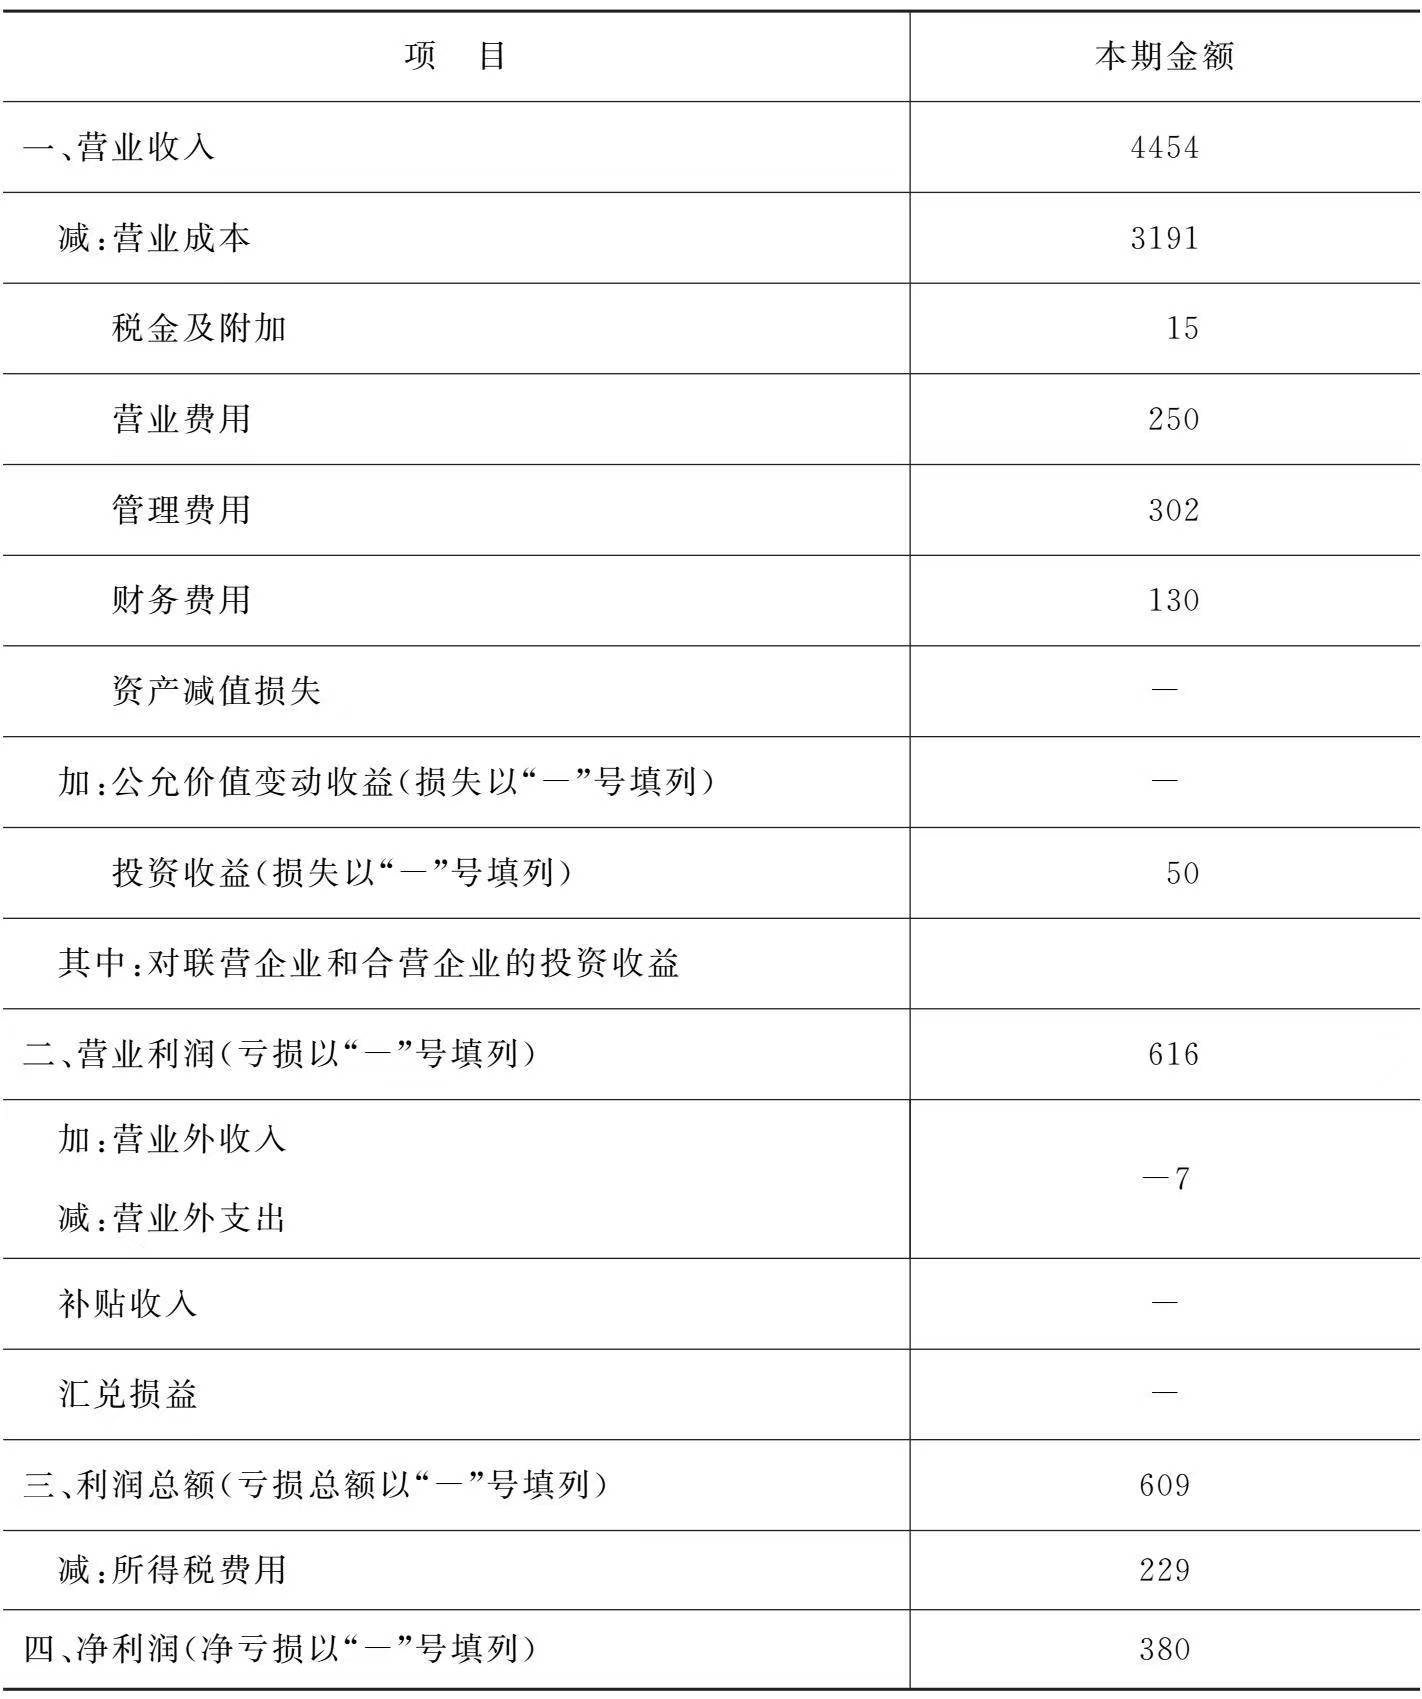 项 目 本期金额
一、营业收入 4454
减:营业成本 3191
税金及附加 15
营业费用 250
管理费用 302
财务费用 130
资产减值损失 —
加:公允价值变动收益(损失以“—”号填列) —
投资收益(损失以“—”号填列) 50
其中:对联营企业和合营企业的投资收益
二、营业利润(亏损以“—”号填列) 616
加:营业外收入
减:营业外支出
—7
补贴收入 —
汇兑损益 —
三、利润总额(亏损总额以“—”号填列) 609
减:所得税费用 229
四、净利润(净亏损以“—”号填列) 380